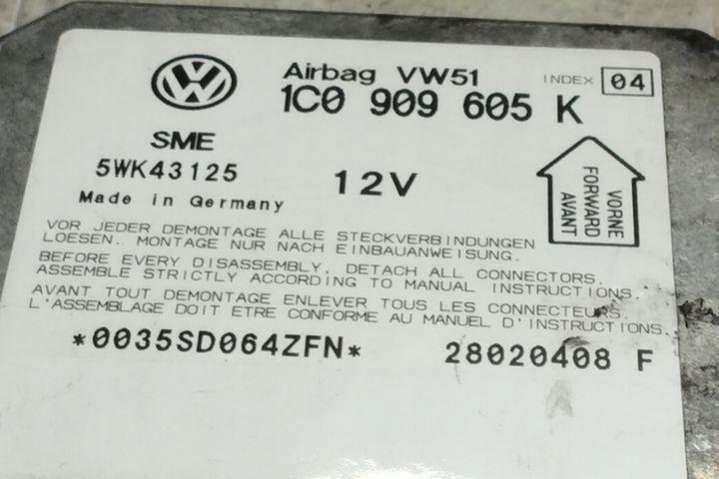 VW
Airbag VW51 INDEX 04
1C0 909 605 K
SME
5WK43125 12V
Made in Germany
VORNE
FORWARD
AVANT
VOR JEDER DEMONTAGE ALLE STECKVERBINDUNGEN
LOESEN. MONTAGE NUR NACH EINBAUANWEISUNG.
BEFORE EVERY DISASSEMBLY, DETACH ALL CONNECTORS.
ASSEMBLE STRICTLY ACCORDING TO MANUAL INSTRUCTIONS.
AVANT TOUT DEMONTAGE ENLEVER TOUS LES CONNECTEURS.
L'ASSEMBLAGE DOIT ETRE CONFORME AU MANUEL D'INSTRUCTIONS.
*0035SD064ZFN* 28020408 F